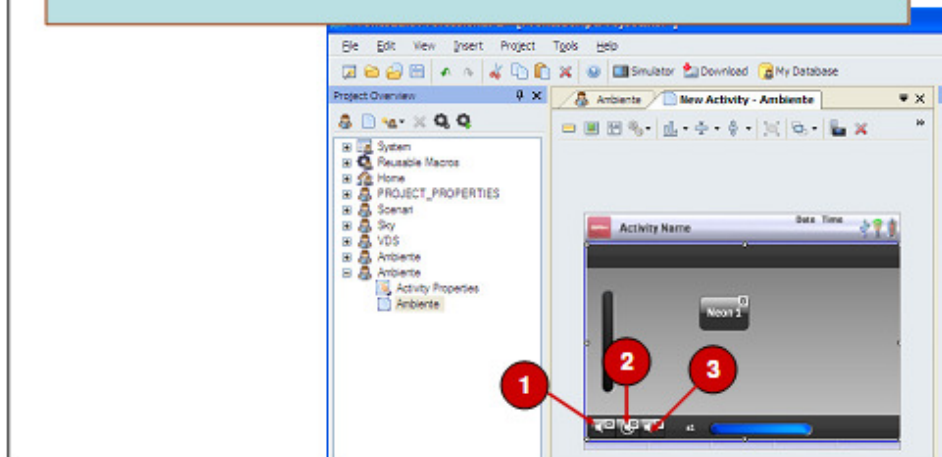 File Edit View Insert Project Tools Help
Simulator Download My Database
Project Overview
Ambiente New Activity - Ambiente
System
Reusable Macros
Home
PROJECT_PROPERTIES
Scenari
Sky
VDS
Ambiente
Ambiente
Activity Properties
Ambiente
Activity Name
Date Time
Neon 1
1
2
3
x1